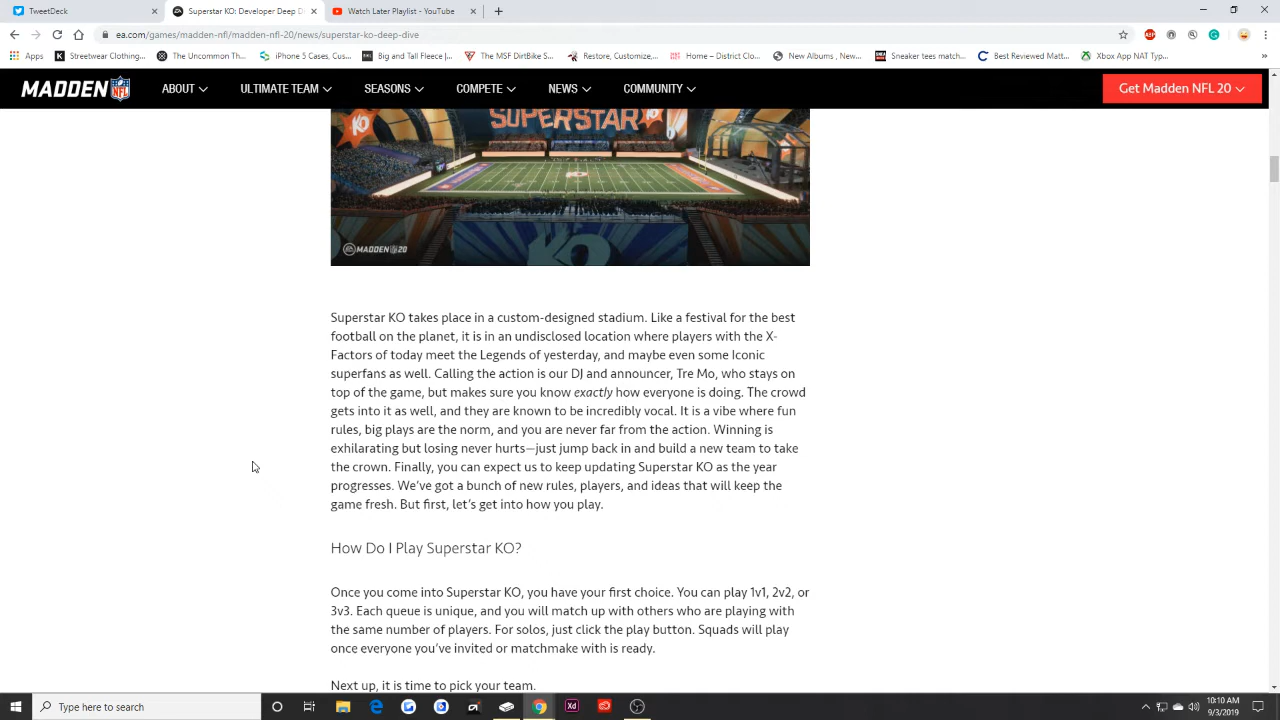 TweetDeck
Superstar KO: Developer Deep D
Watch Later Playlist - YouTube
ea.com/games/madden-nfl/madden-nfl-20/news/superstar-ko-deep-dive
Apps
Streetwear Clothing...
The Uncommon Th...
iPhone 5 Cases, Cus...
Big and Tall Fleece J...
The MSF DirtBike S...
Restore, Customize,...
Home – District Clo...
New Albums , New...
Sneaker tees match...
Best Reviewed Matt...
Xbox App NAT Typ...
MADDEN NFL
ABOUT
ULTIMATE TEAM
SEASONS
COMPETE
NEWS
COMMUNITY
Get Madden NFL 20
SUPERSTAR
KO
KO
EA MADDEN NFL 20
Superstar KO takes place in a custom-designed stadium. Like a festival for the best
football on the planet, it is in an undisclosed location where players with the X-
Factors of today meet the Legends of yesterday, and maybe even some Iconic
superfans as well. Calling the action is our DJ and announcer, Tre Mo, who stays on
top of the game, but makes sure you know exactly how everyone is doing. The crowd
gets into it as well, and they are known to be incredibly vocal. It is a vibe where fun
rules, big plays are the norm, and you are never far from the action. Winning is
exhilarating but losing never hurts—just jump back in and build a new team to take
the crown. Finally, you can expect us to keep updating Superstar KO as the year
progresses. We've got a bunch of new rules, players, and ideas that will keep the
game fresh. But first, let's get into how you play.
How Do I Play Superstar KO?
Once you come into Superstar KO, you have your first choice. You can play 1v1, 2v2, or
3v3. Each queue is unique, and you will match up with others who are playing with
the same number of players. For solos, just click the play button. Squads will play
once everyone you've invited or matchmake with is ready.
Next up, it is time to pick your team.
Type here to search
10:10 AM
9/3/2019